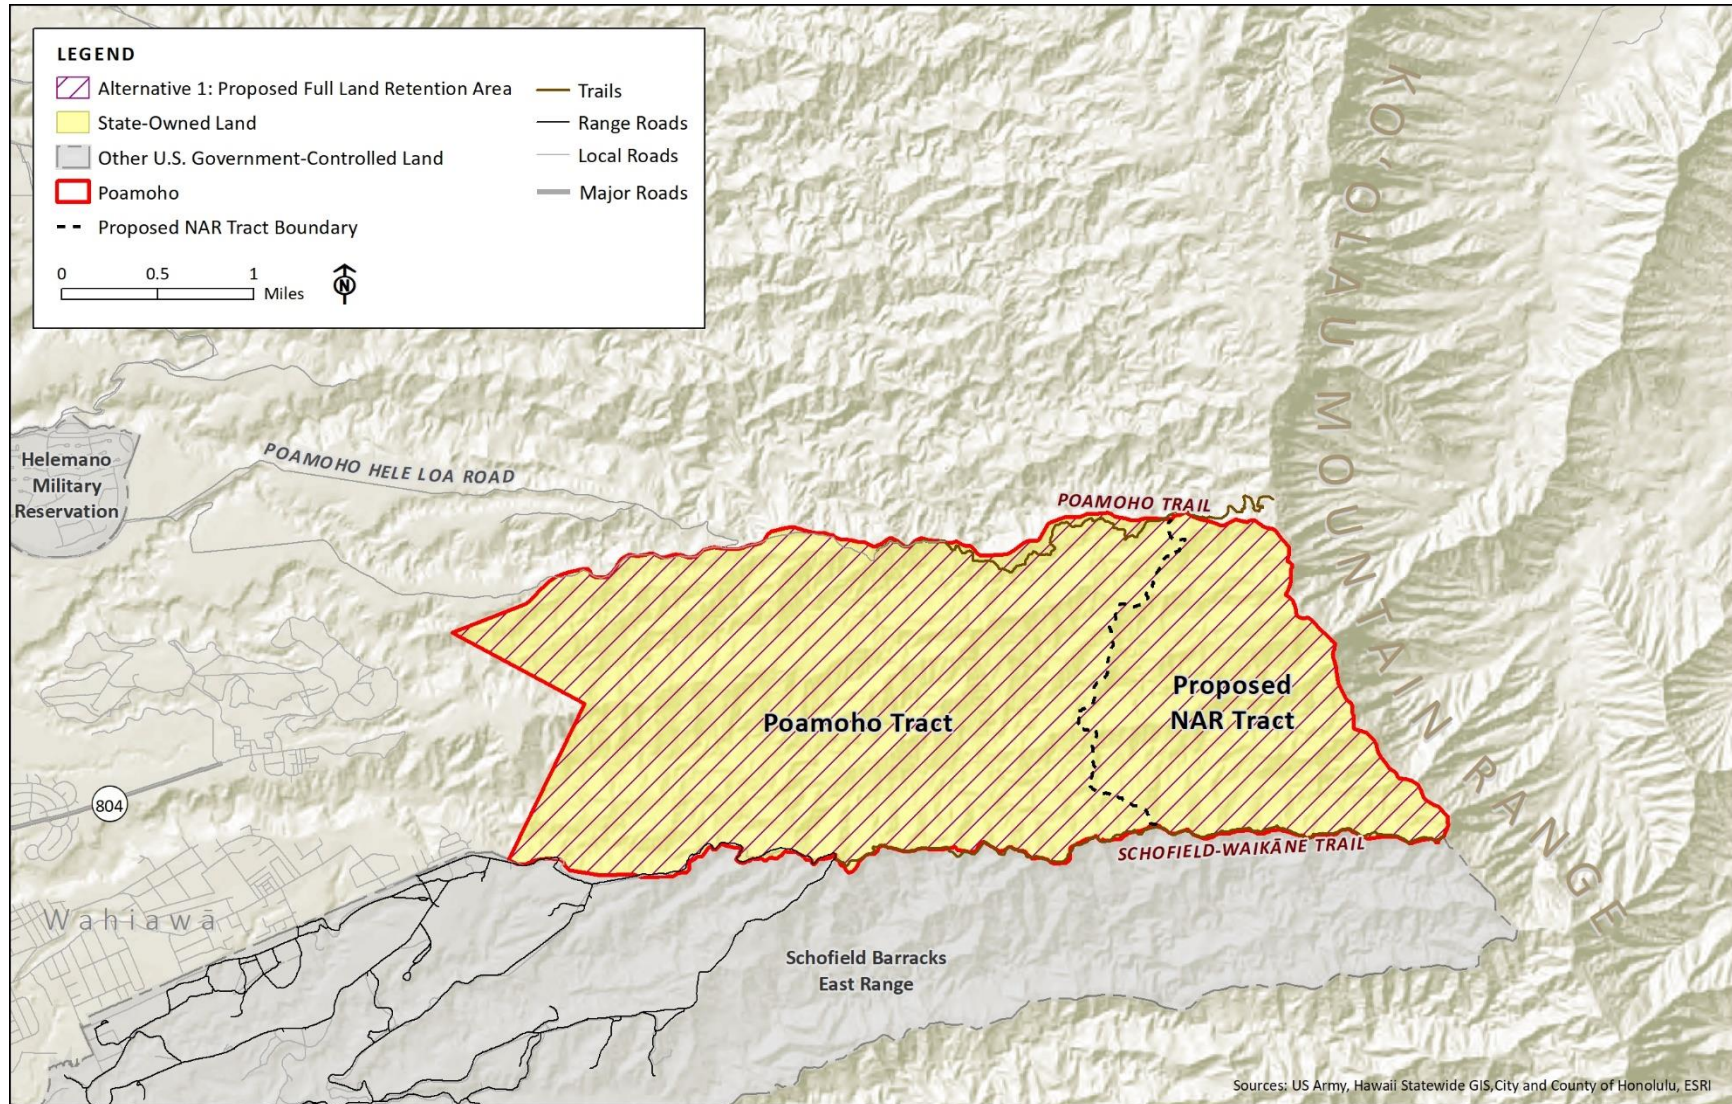 LEGEND
Alternative 1: Proposed Full Land Retention Area
State-Owned Land
Other U.S. Government-Controlled Land
Poamoho
Proposed NAR Tract Boundary
Trails
Range Roads
Local Roads
Major Roads
0 0.5 1
Miles
N
KO‘OLAU MOUNTAIN RANGE
Helemano
Military
Reservation
POAMOHO HELE LOA ROAD
POAMOHO TRAIL
Poamoho Tract
Proposed
NAR Tract
804
SCHOFIELD-WAIKĀNE TRAIL
Wahiawā
Schofield Barracks
East Range
Sources: US Army, Hawaii Statewide GIS,City and County of Honolulu, ESRI